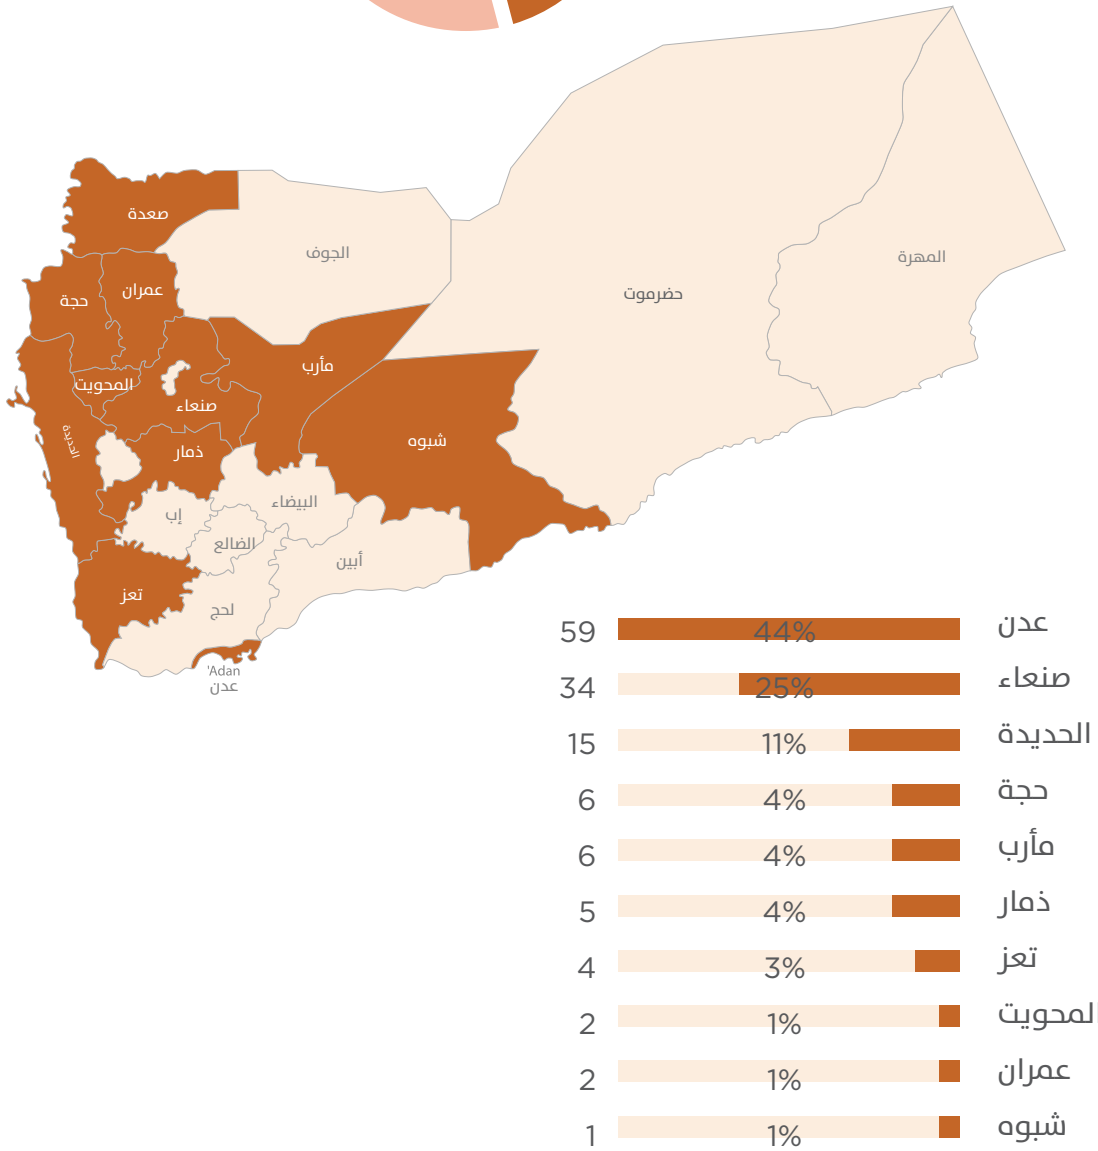 صعدة
الجوف
المهرة
عمران
حجة
حضرموت
مأرب
المحويت
صنعاء
الحديدة
شبوه
ذمار
البيضاء
إب
الضالع
أبين
تعز
لحج
'Adan
عدن
عدن 44% 59
صنعاء 25% 34
الحديدة 11% 15
حجة 4% 6
مأرب 4% 6
ذمار 4% 5
تعز 3% 4
المحويت 1% 2
عمران 1% 2
شبوه 1% 1